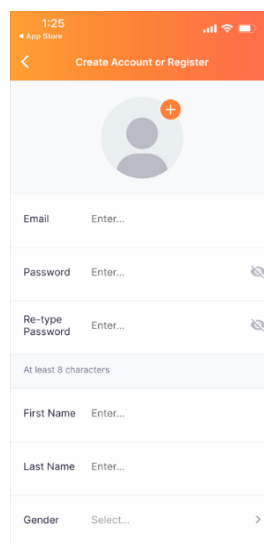 1:25
◀ App Store
Create Account or Register
Email Enter...
Password Enter...
Re-type
Password Enter...
At least 8 characters
First Name Enter...
Last Name Enter...
Gender Select...